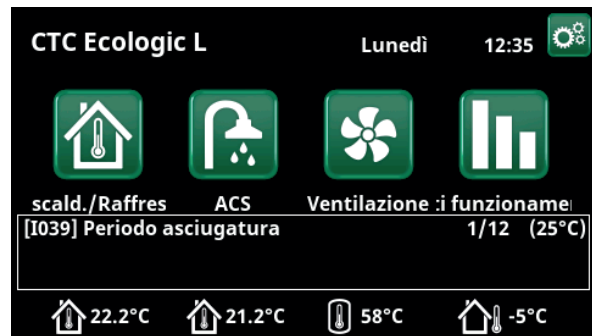 CTC Ecologic L Lunedì 12:35
scald./Raffres ACS Ventilazione :i funzioname
[I039] Periodo asciugatura 1/12 (25°C)
22.2°C 21.2°C 58°C -5°C